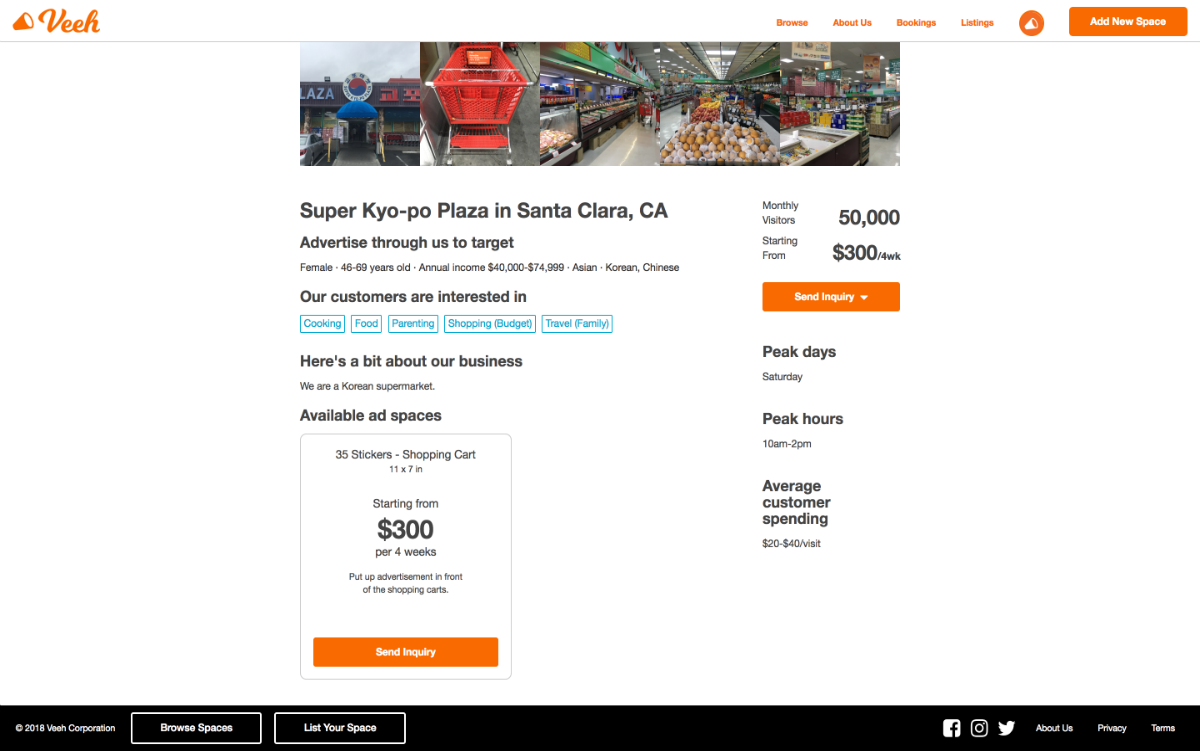 Veeh
Browse
About Us
Bookings
Listings
Add New Space
LAZA
교포
Super Kyo-po Plaza in Santa Clara, CA
Advertise through us to target
Female · 46-69 years old · Annual income $40,000-$74,999 · Asian · Korean, Chinese
Our customers are interested in
Cooking
Food
Parenting
Shopping (Budget)
Travel (Family)
Here's a bit about our business
We are a Korean supermarket.
Available ad spaces
35 Stickers - Shopping Cart
11 x 7 in
Starting from
$300
per 4 weeks
Put up advertisement in front
of the shopping carts.
Send Inquiry
Monthly
Visitors
50,000
Starting
From
$300/4wk
Send Inquiry
Peak days
Saturday
Peak hours
10am-2pm
Average
customer
spending
$20-$40/visit
© 2018 Veeh Corporation
Browse Spaces
List Your Space
About Us
Privacy
Terms